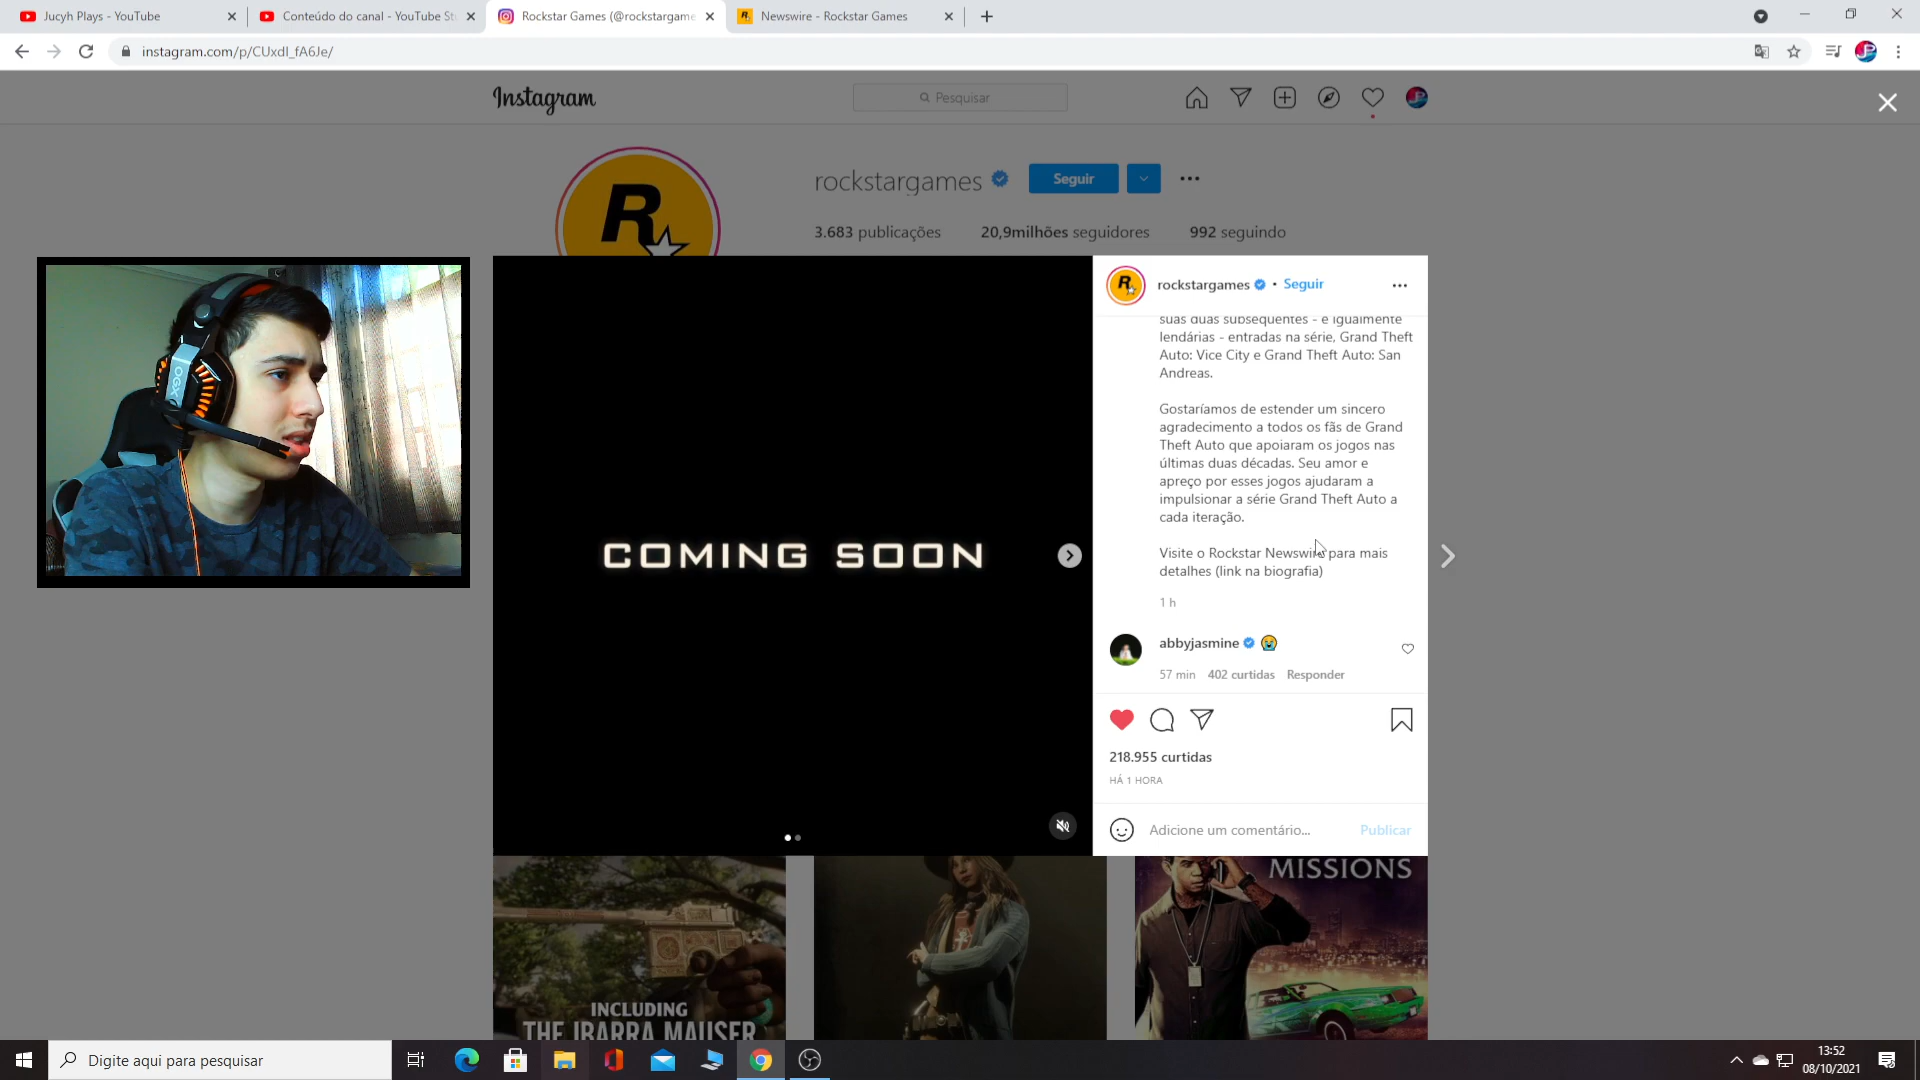 Jucyh Plays - YouTube
Conteúdo do canal - YouTube St
Rockstar Games (@rockstargame
Newswire - Rockstar Games
instagram.com/p/CUxdI_fA6Je/
Instagram
Pesquisar
rockstargames
Seguir
3.683 publicações
20,9milhões seguidores
992 seguindo
rockstargames • Seguir
suas duas subsequentes - e igualmente
lendárias - entradas na série, Grand Theft
Auto: Vice City e Grand Theft Auto: San
Andreas.
Gostaríamos de estender um sincero
agradecimento a todos os fãs de Grand
Theft Auto que apoiaram os jogos nas
últimas duas décadas. Seu amor e
apreço por esses jogos ajudaram a
impulsionar a série Grand Theft Auto a
cada iteração.
Visite o Rockstar Newswire para mais
detalhes (link na biografia)
1 h
COMING SOON
OGX
abbyjasmine 😭
57 min 402 curtidas Responder
218.955 curtidas
HÁ 1 HORA
Adicione um comentário...
Publicar
INCLUDING
THE IBARRA MAUSER
MISSIONS
Digite aqui para pesquisar
13:52
08/10/2021